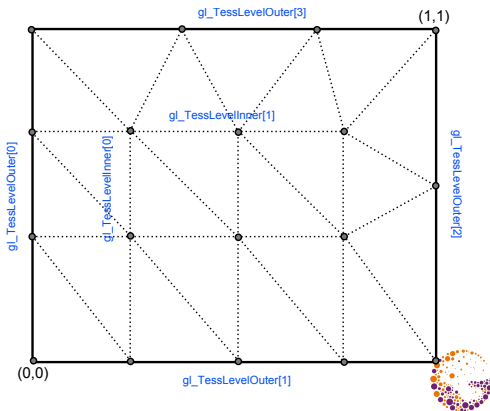 gl_TessLevelOuter[3]
(1,1)
gl_TessLevelInner[1]
gl_TessLevelOuter[0]
gl_TessLevelInner[0]
gl_TessLevelOuter[2]
(0,0)
gl_TessLevelOuter[1]